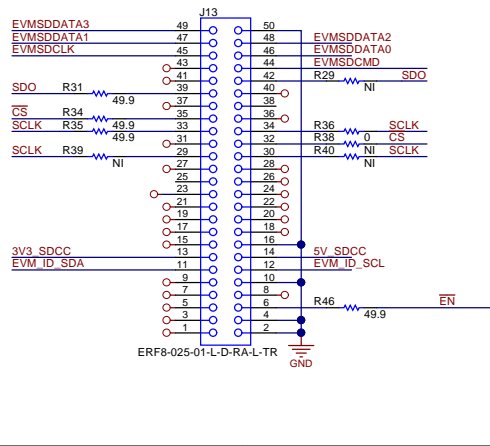 J13
EVMSDDATA3 49 50
EVMSDDATA1 47 48 EVMSDDATA2
EVMSDCLK 45 46 EVMSDDATA0
43 44 EVMSDCMD
41 42 R29 NI SDO
SDO R31 49.9 39 40
37 38
CS R34 49.9 35 36
SCLK R35 49.9 33 34 R36 0 SCLK
31 32 R38 NI CS
SCLK R39 NI 29 30 R40 NI SCLK
27 28
25 26
23 24
21 22
19 20
17 18
15 16
3V3_SDCC 13 14 5V_SDCC
EVM_ID_SDA 11 12 EVM_ID_SCL
9 10
7 8
5 6 R46 49.9 EN
3 4
1 2
ERF8-025-01-L-D-RA-L-TR
GND